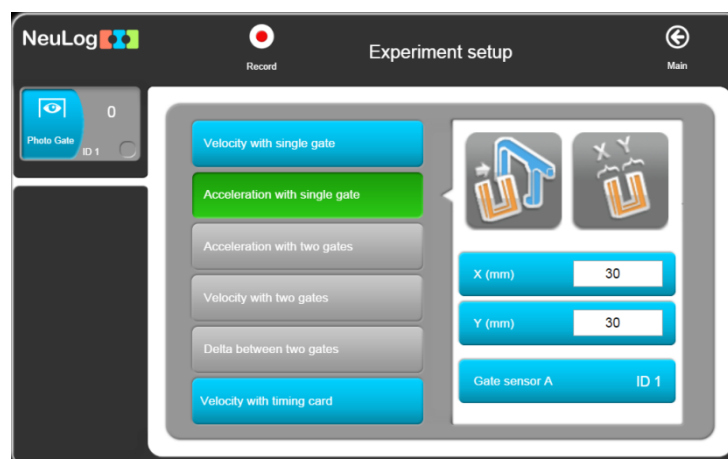 NeuLog
Record
Experiment setup
Main
Photo Gate
0
ID 1
Velocity with single gate
Acceleration with single gate
Acceleration with two gates
Velocity with two gates
Delta between two gates
Velocity with timing card
X Y
X (mm) 30
Y (mm) 30
Gate sensor A ID 1